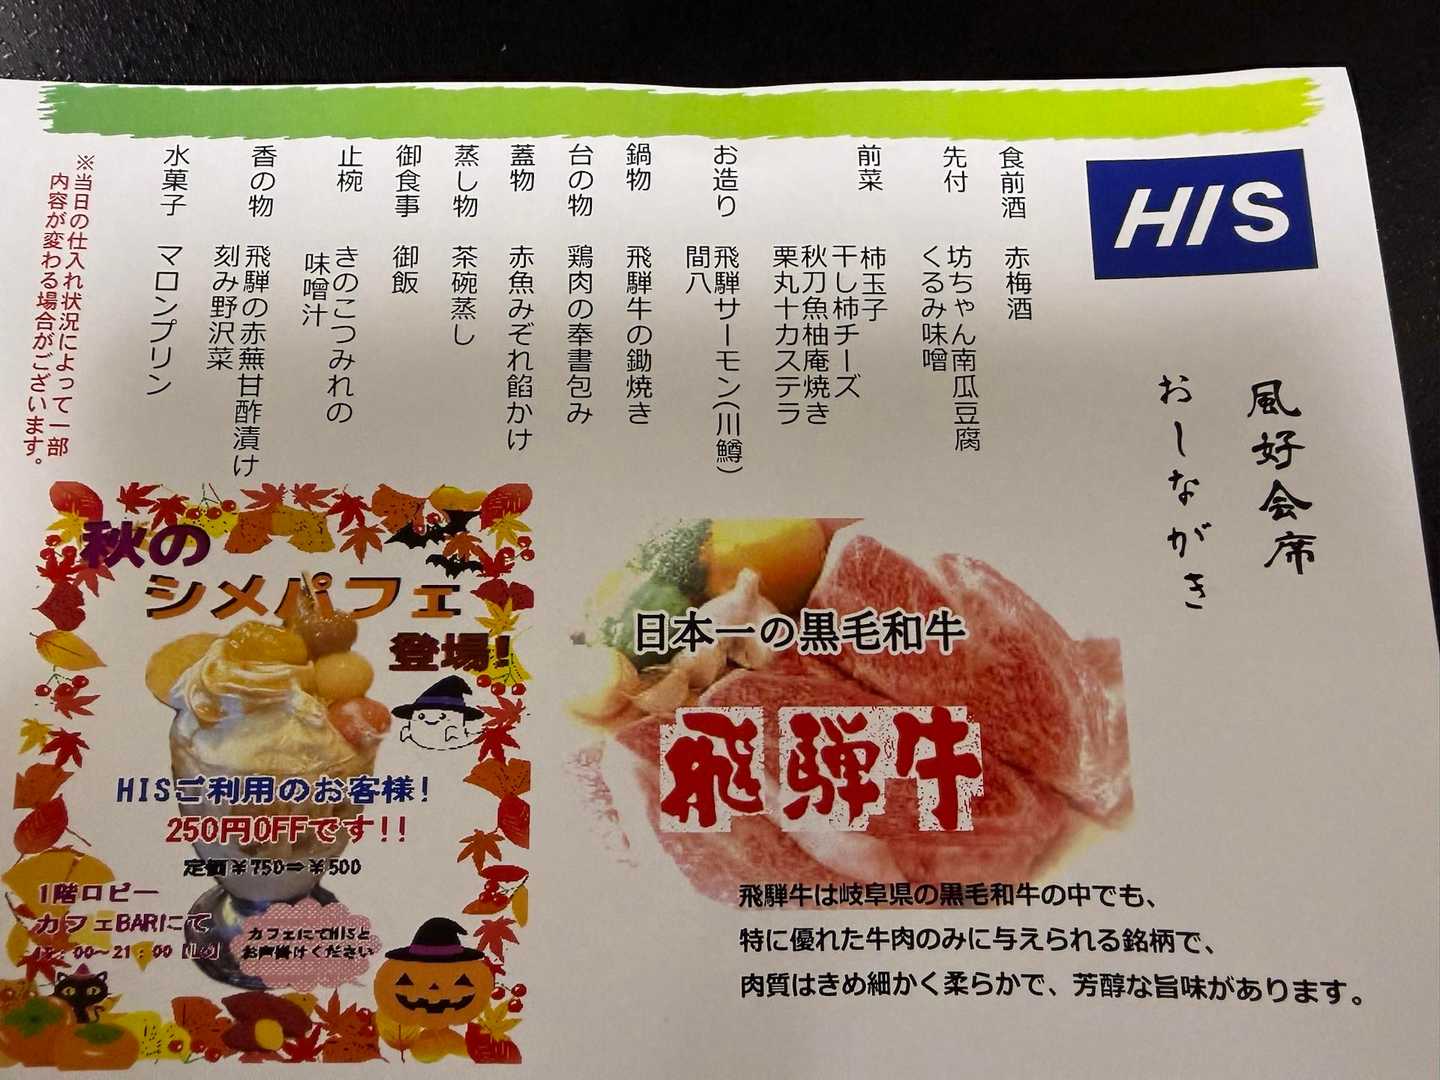 HIS
風好会席
おしながき
食前酒 赤梅酒
先付 坊ちゃん南瓜豆腐
くるみ味噌
前菜 柿玉子
干し柿チーズ
秋刀魚柚庵焼き
栗丸十カステラ
お造り 飛騨サーモン(川鱒)
間八
鍋物 飛騨牛の鋤焼き
台の物 鶏肉の奉書包み
蓋物 赤魚みぞれ餡かけ
蒸し物 茶碗蒸し
御食事 御飯
止椀 きのこつみれの
味噌汁
香の物 飛騨の赤蕪甘酢漬け
刻み野沢菜
水菓子 マロンプリン
※当日の仕入れ状況によって一部
内容が変わる場合がございます。
日本一の黒毛和牛
飛騨牛
飛騨牛は岐阜県の黒毛和牛の中でも、
特に優れた牛肉のみに与えられる銘柄で、
肉質はきめ細かく柔らかで、芳醇な旨味があります。
秋の
シメパフェ
登場!
HISご利用のお客様!
250円OFFです!!
定価¥750⇒¥500
1階ロビー
カフェBARにて
:00～21:00
カフェにてHISと
お声掛けください